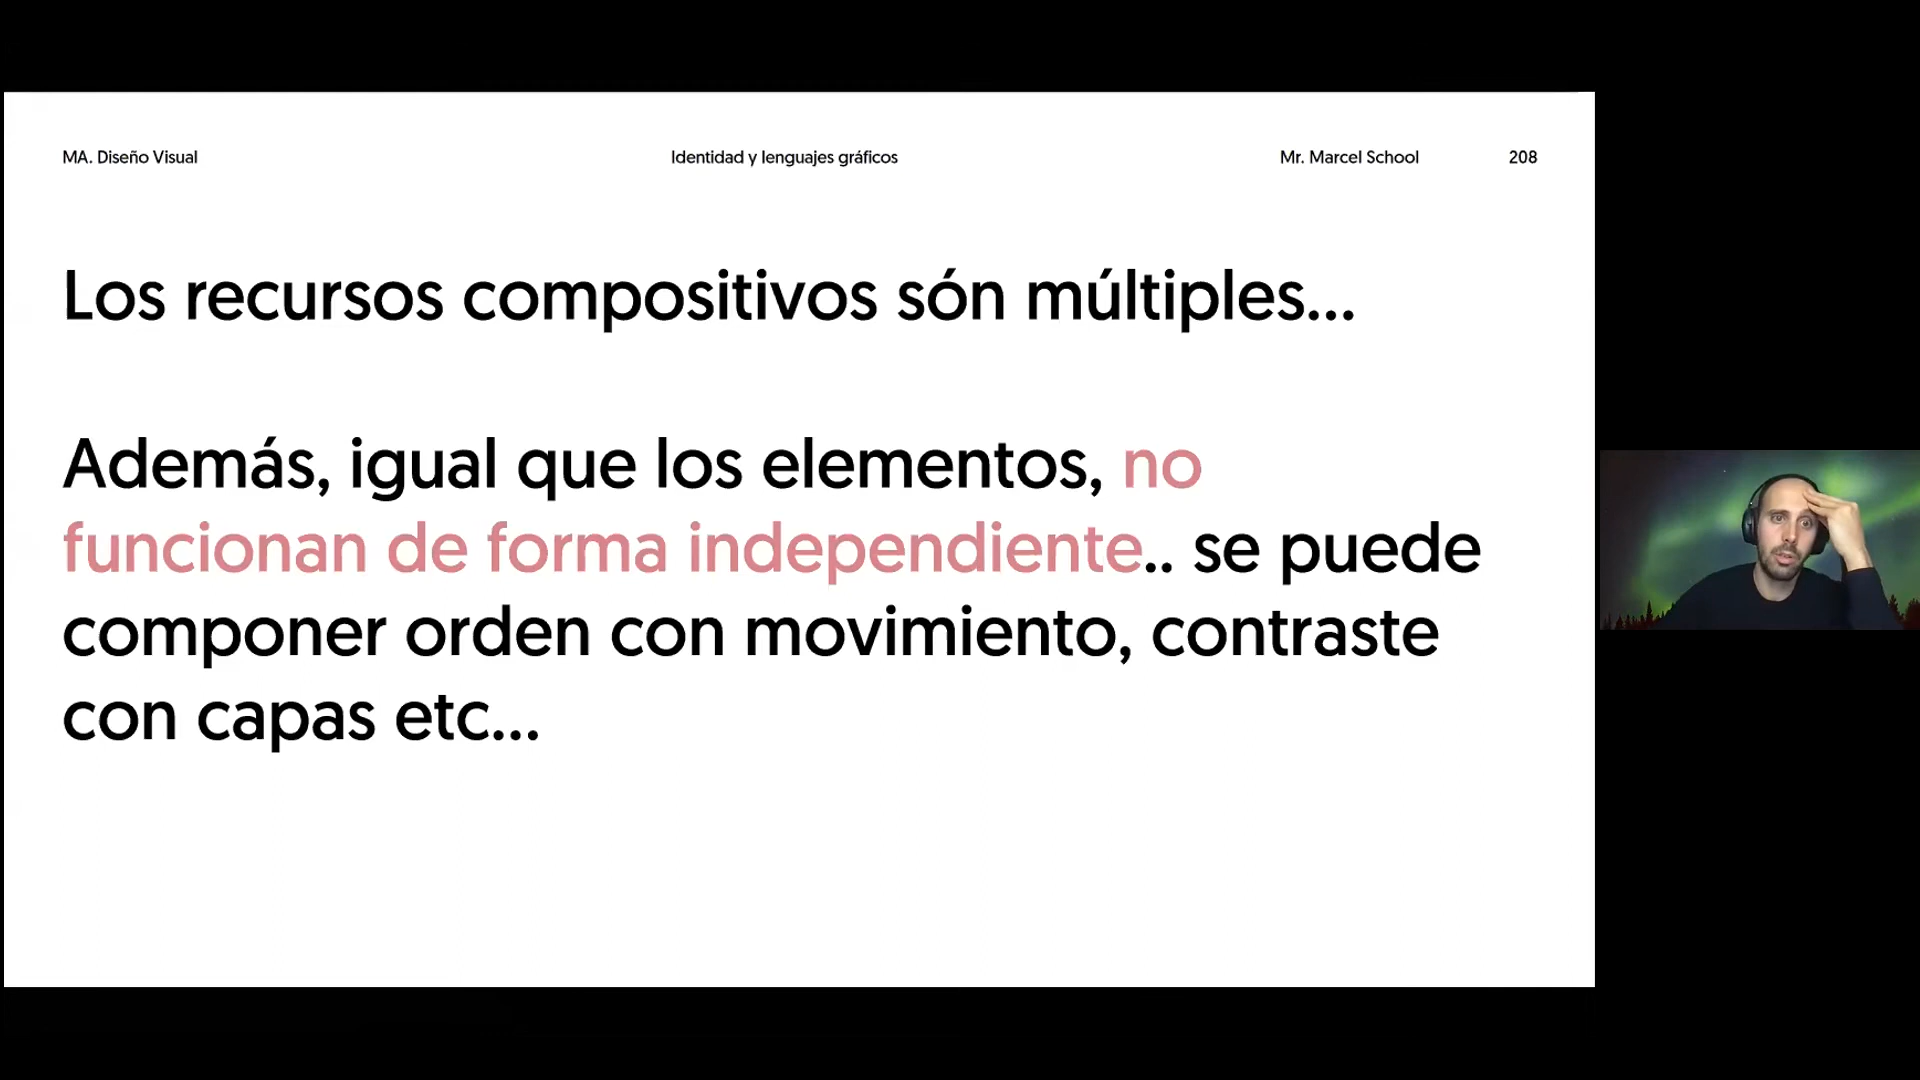 MA. Diseño Visual
Identidad y lenguajes gráficos
Mr. Marcel School
208
Los recursos compositivos són múltiples...
Además, igual que los elementos, no
funcionan de forma independiente.. se puede
componer orden con movimiento, contraste
con capas etc...